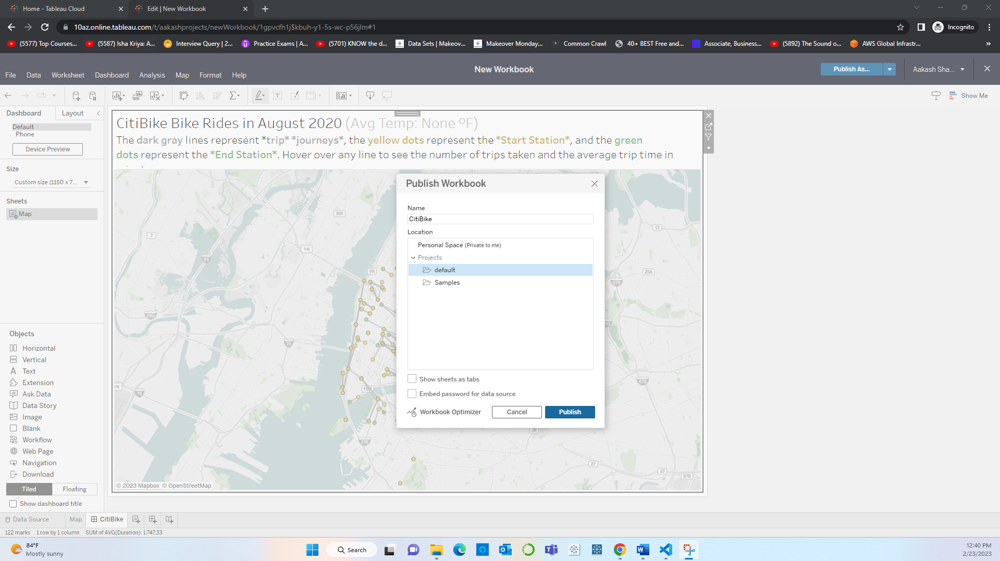 Home - Tableau Cloud
Edit | New Workbook
10az.online.tableau.com/t/aakashprojects/newWorkbook/1gpvcfh1j$kbuh-y1-5s-wc-p56jlm#1
Incognito
(5577) Top Courses...
(5587) Isha Kriya: A...
Interview Query | 2...
Practice Exams | A...
(5701) KNOW the d...
Data Sets | Makeov...
Makeover Monday...
Common Crawl
40+ BEST Free and...
Associate, Business...
(5892) The Sound o...
AWS Global Infrastr...
»
New Workbook
Publish As...
Aakash Sha...
File Data Worksheet Dashboard Analysis Map Format Help
Show Me
Dashboard
Layout
Default
Phone
Device Preview
Size
Custom size (1150 x 7...
Sheets
Map
CitiBike Bike Rides in August 2020 (Avg Temp: None ºF)
The dark gray lines represent *trip* *journeys*, the yellow dots represent the *Start Station*, and the green
dots represent the *End Station*. Hover over any line to see the number of trips taken and the average trip time in
501
7
1-9
95
9A
280
78
78
1-9
FDR
278
CI
25A
678
95
678
JR
27
27
878
© 2023 Mapbox © OpenStreetMap
Publish Workbook
Name
CitiBike
Location
Personal Space (Private to me)
Projects
default
Samples
Show sheets as tabs
Embed password for data source
Workbook Optimizer
Cancel
Publish
Objects
Horizontal
Vertical
A Text
Extension
Ask Data
Data Story
Image
Blank
Workflow
Web Page
Navigation
Download
Tiled
Floating
Show dashboard title
Data Source
Map
CitiBike
122 marks 1 row by 1 column SUM of AVG(Duration): 1,747.33
84°F
Mostly sunny
Search
12:40 PM
2/23/2023